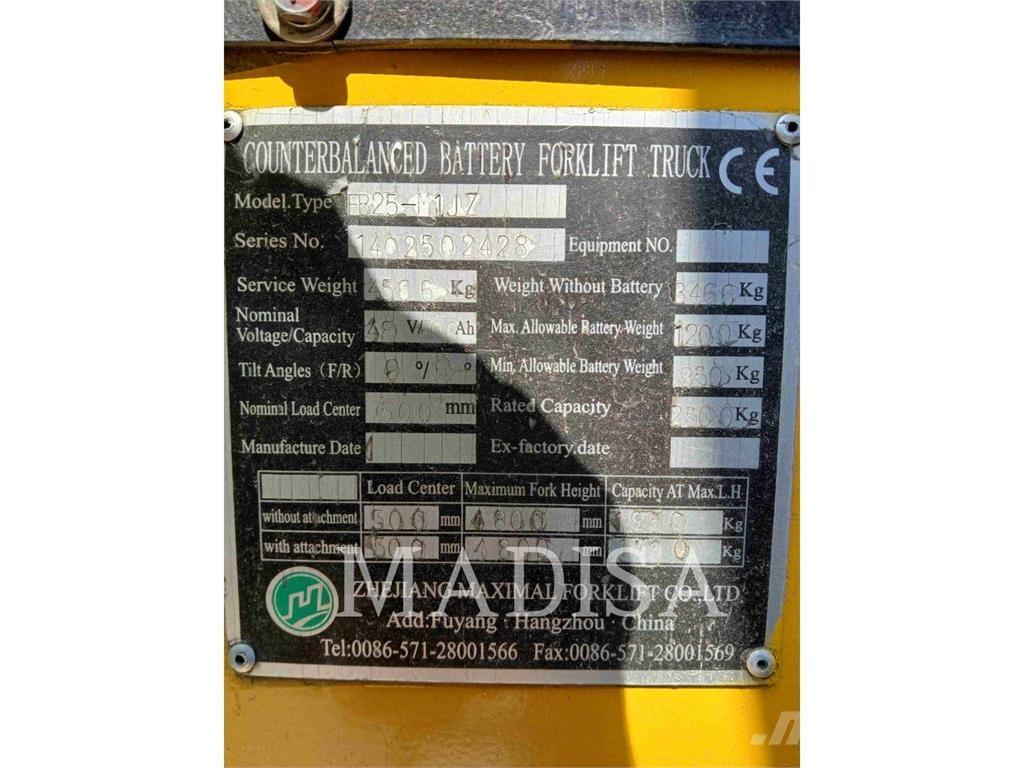 COUNTERBALANCED BATTERY FORKLIFT TRUCK CE
Model.Type FB25-M1JZ
Series No. 1402502428 Equipment NO.
Service Weight Kg Weight Without Battery 3466 Kg
Nominal Voltage/Capacity 48 V/ Ah Max. Allowable Battery Weight 1200 Kg
Tilt Angles (F/R) °/ ° Min. Allowable Battery Weight Kg
Nominal Load Center 500 mm Rated Capacity 2500 Kg
Manufacture Date Ex-factory.date
Load Center Maximum Fork Height Capacity AT Max.L.H
without attachment 500 mm 4800 mm Kg
with attachment 500 mm 4800 mm Kg
MADISA
ZHEJIANG MAXIMAL FORKLIFT CO.,LTD
Add:Fuyang · Hangzhou · China
Tel:0086-571-28001566 Fax:0086-571-28001569